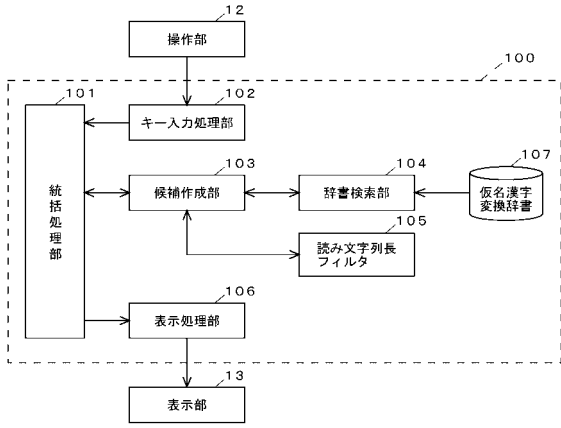 12
操作部
100
101
102
統括処理部
キー入力処理部
103
104
107
候補作成部
辞書検索部
仮名漢字
変換辞書
105
読み文字列長
フィルタ
106
表示処理部
13
表示部